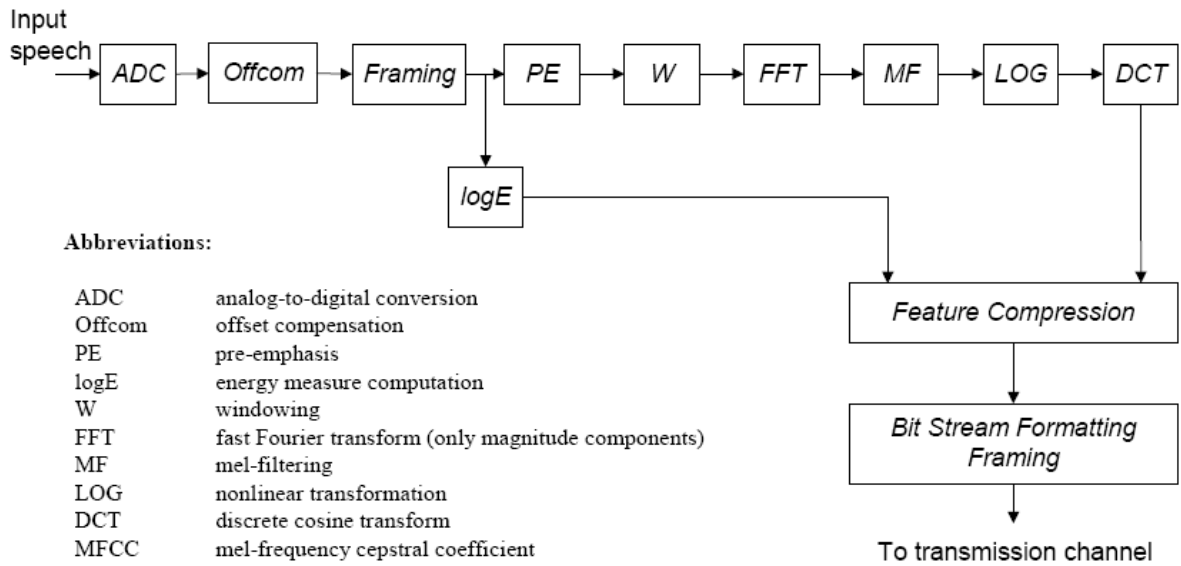 Input
speech
ADC
Offcom
Framing
PE
W
FFT
MF
LOG
DCT
logE
Abbreviations:
ADC analog-to-digital conversion
Offcom offset compensation
PE pre-emphasis
logE energy measure computation
W windowing
FFT fast Fourier transform (only magnitude components)
MF mel-filtering
LOG nonlinear transformation
DCT discrete cosine transform
MFCC mel-frequency cepstral coefficient
Feature Compression
Bit Stream Formatting
Framing
To transmission channel